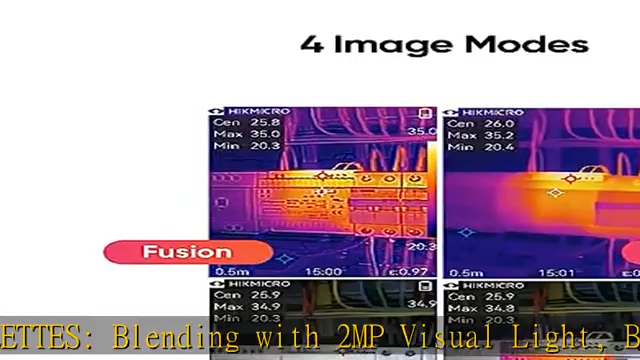 4 Image Modes
HIKMICRO HIKMICRO
Cen 25.8 Cen 26.0
Max 35.0 35.0 Max 35.2
Min 20.3 Min 20.4
Fusion
20.3
0.5m 15:00 ε:0.97 0.5m 15:01 ε:0.
HIKMICRO HIKMICRO
Cen 25.9 Cen 25.9
Max 34.9 34.9 Max 34.8
Min 20.3 Min 20.3
ETTES: Blending with 2MP Visual Light, B